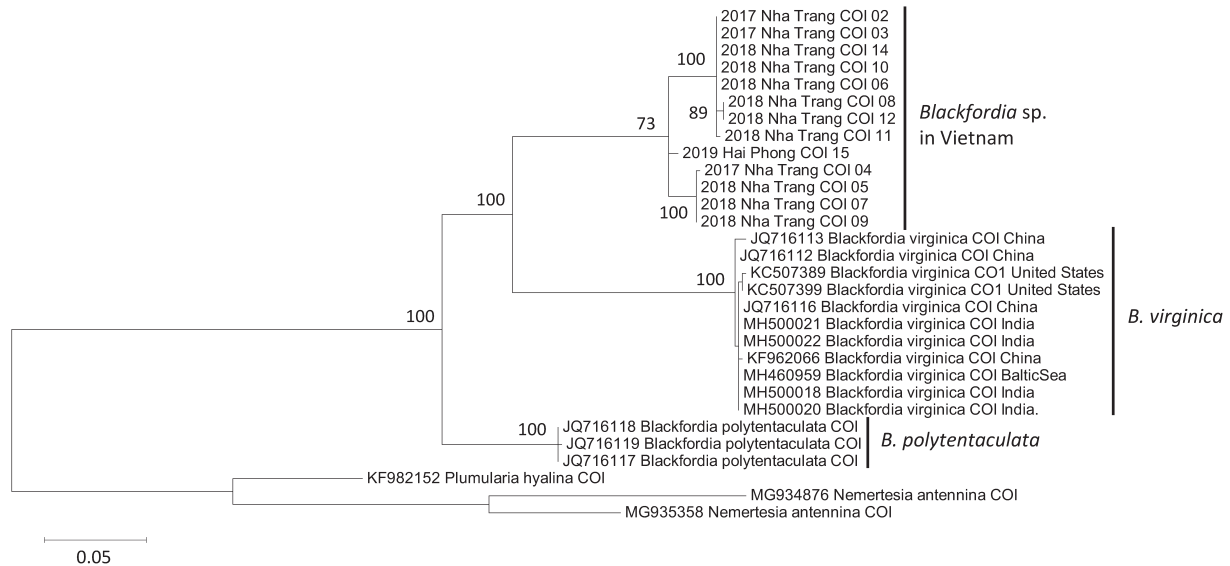 2017 Nha Trang COI 02
2017 Nha Trang COI 03
2018 Nha Trang COI 14
100
2018 Nha Trang COI 10
2018 Nha Trang COI 06
2018 Nha Trang COI 08
89
2018 Nha Trang COI 12
73
2018 Nha Trang COI 11
2019 Hai Phong COI 15
2017 Nha Trang COI 04
2018 Nha Trang COI 05
100
2018 Nha Trang COI 07
2018 Nha Trang COI 09
Blackfordia sp.
in Vietnam
100
JQ716113 Blackfordia virginica COI China
JQ716112 Blackfordia virginica COI China
100
KC507389 Blackfordia virginica CO1 United States
KC507399 Blackfordia virginica CO1 United States
JQ716116 Blackfordia virginica COI China
MH500021 Blackfordia virginica COI India
MH500022 Blackfordia virginica COI India
KF962066 Blackfordia virginica COI China
MH460959 Blackfordia virginica COI BalticSea
MH500018 Blackfordia virginica COI India
MH500020 Blackfordia virginica COI India.
B. virginica
100
100
JQ716118 Blackfordia polytentaculata COI
JQ716119 Blackfordia polytentaculata COI
JQ716117 Blackfordia polytentaculata COI
B. polytentaculata
KF982152 Plumularia hyalina COI
MG934876 Nemertesia antennina COI
MG935358 Nemertesia antennina COI
0.05